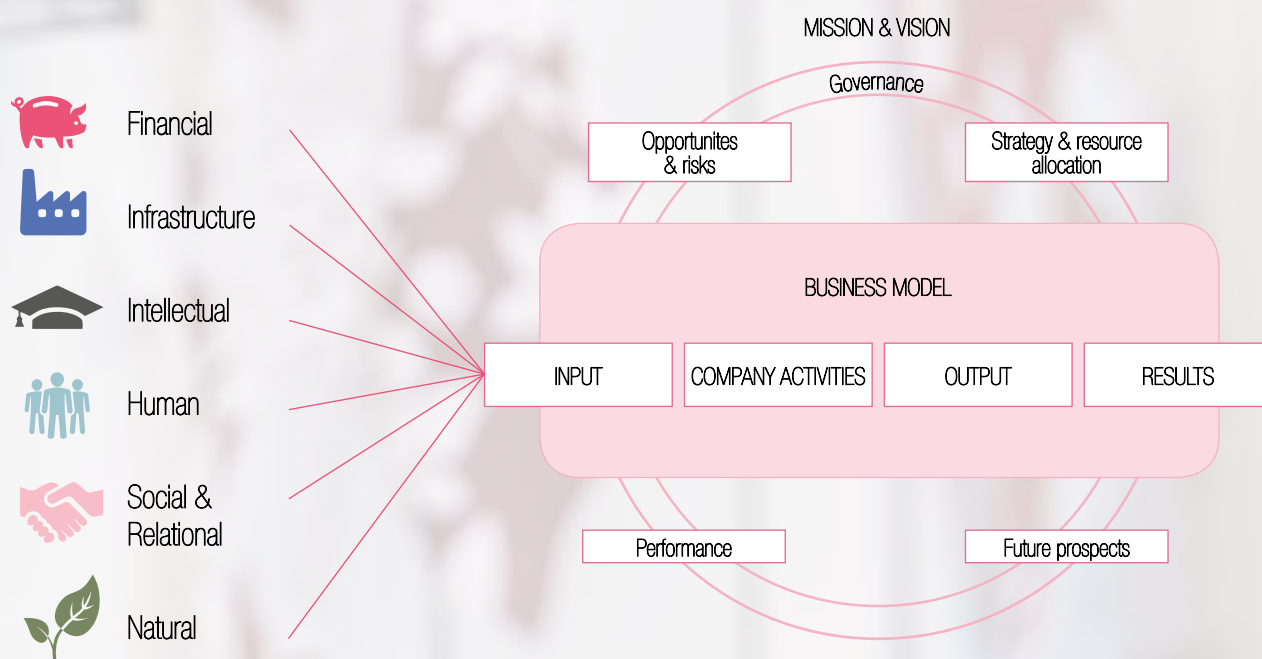 MISSION & VISION
Governance
Opportunites
& risks
Strategy & resource
allocation
Financial
Infrastructure
Intellectual
Human
Social &
Relational
Natural
BUSINESS MODEL
INPUT
COMPANY ACTIVITIES
OUTPUT
RESULTS
Performance
Future prospects